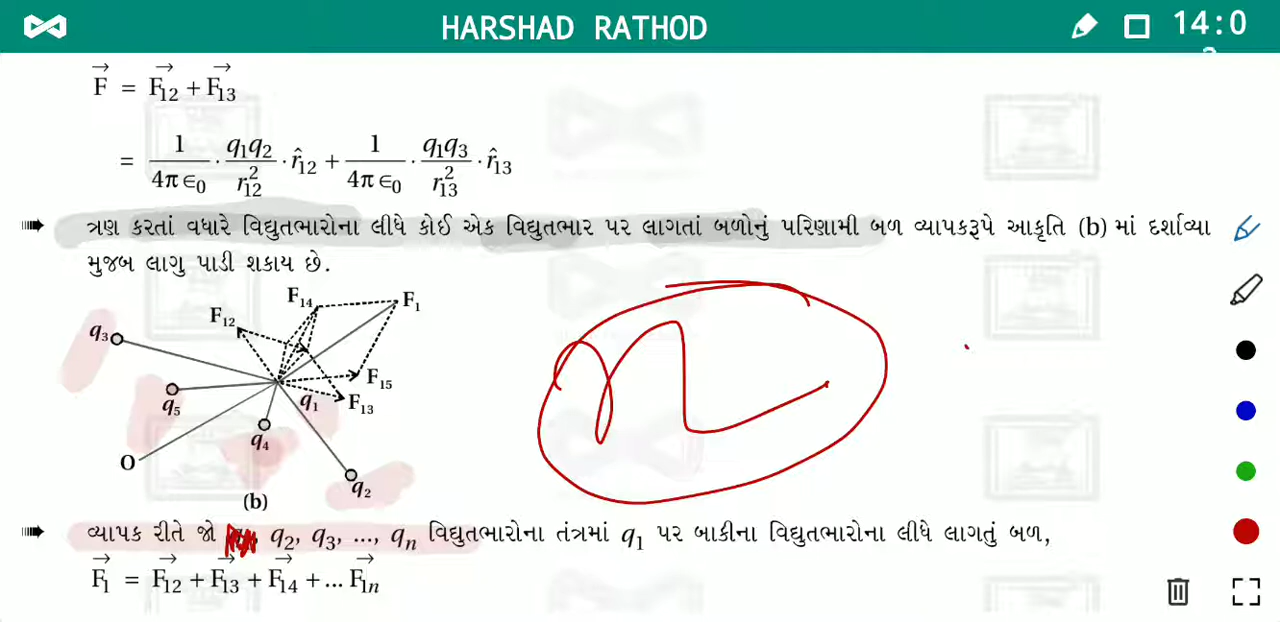 HARSHAD RATHOD
14:0
F⃗ = F⃗12 + F⃗13
= 1/4π∈0 · q1q2/r12² · r̂12 + 1/4π∈0 · q1q3/r13² · r̂13
ત્રણ કરતાં વધારે વિદ્યુતભારોના લીધે કોઈ એક વિદ્યુતભાર પર લાગતાં બળોનું પરિણામી બળ વ્યાપકરૂપે આકૃતિ (b) માં દર્શાવ્યા
મુજબ લાગુ પાડી શકાય છે.
F14
F1
F12
q3
F15
q5
q1
F13
q4
O
q2
(b)
n
વ્યાપક રીતે જો q2, q3, ..., qn વિદ્યુતભારોના તંત્રમાં q1 પર બાકીના વિદ્યુતભારોના લીધે લાગતું બળ,
F⃗1 = F⃗12 + F⃗13 + F⃗14 + ... F⃗1n